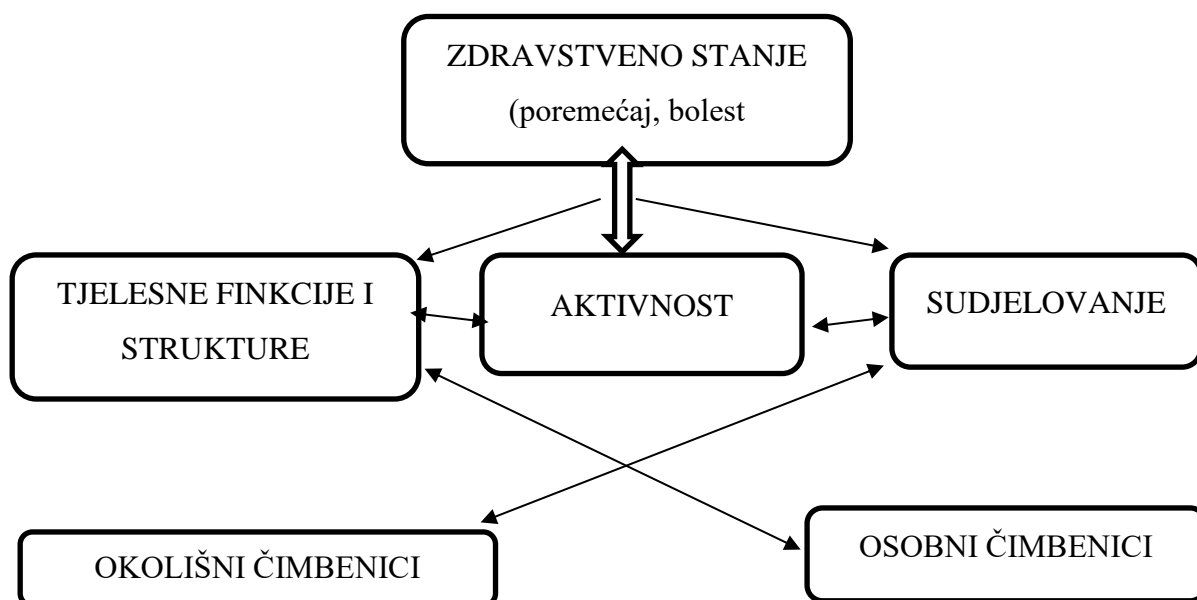 ZDRAVSTVENO STANJE
(poremećaj, bolest
TJELESNE FINKCIJE I
STRUKTURE
AKTIVNOST
SUDJELOVANJE
OKOLIŠNI ČIMBENICI
OSOBNI ČIMBENICI